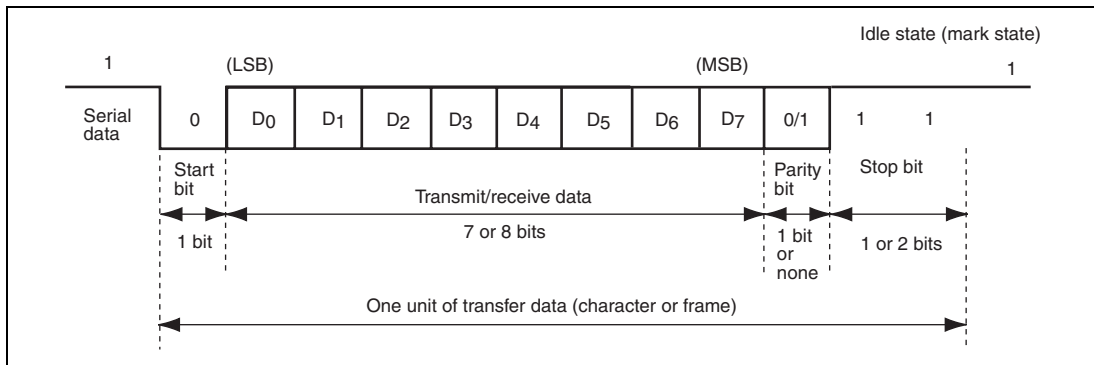 Idle state (mark state)
1 (LSB) (MSB) 1
Serial data 0 D0 D1 D2 D3 D4 D5 D6 D7 0/1 1 1
Start bit Transmit/receive data Parity bit Stop bit
1 bit 7 or 8 bits 1 bit or none 1 or 2 bits
One unit of transfer data (character or frame)